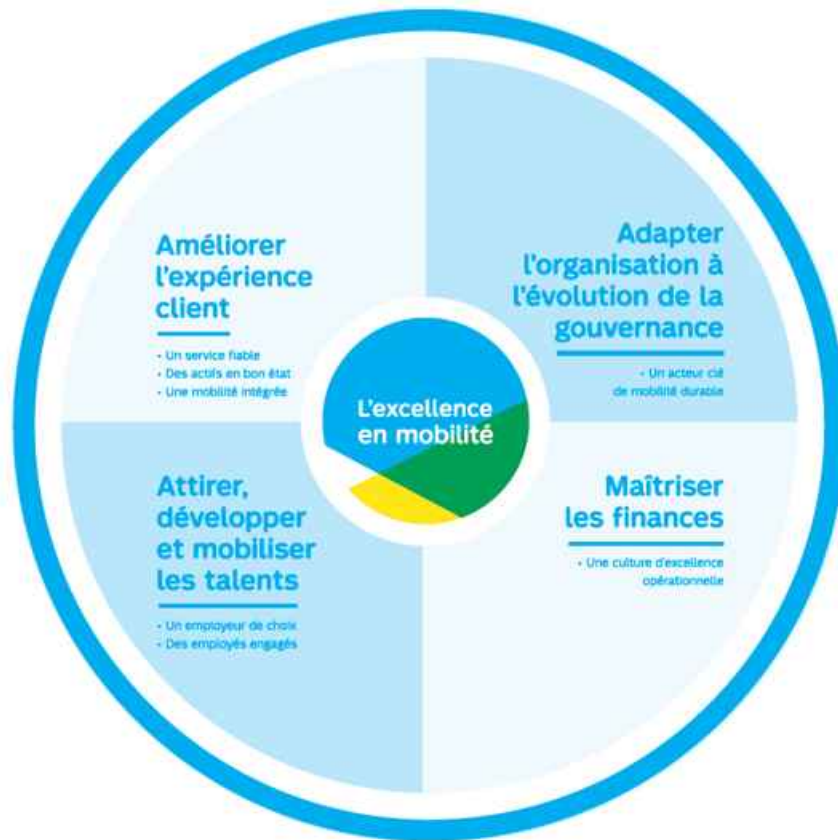 Améliorer
l'expérience
client
• Un service fiable
• Des actifs en bon état
• Une mobilité intégrée
Adapter
l'organisation à
l'évolution de la
gouvernance
• Un acteur clé
de mobilité durable
L'excellence
en mobilité
Attirer,
développer
et mobiliser
les talents
• Un employeur de choix
• Des employés engagés
Maîtriser
les finances
• Une culture d'excellence
opérationnelle